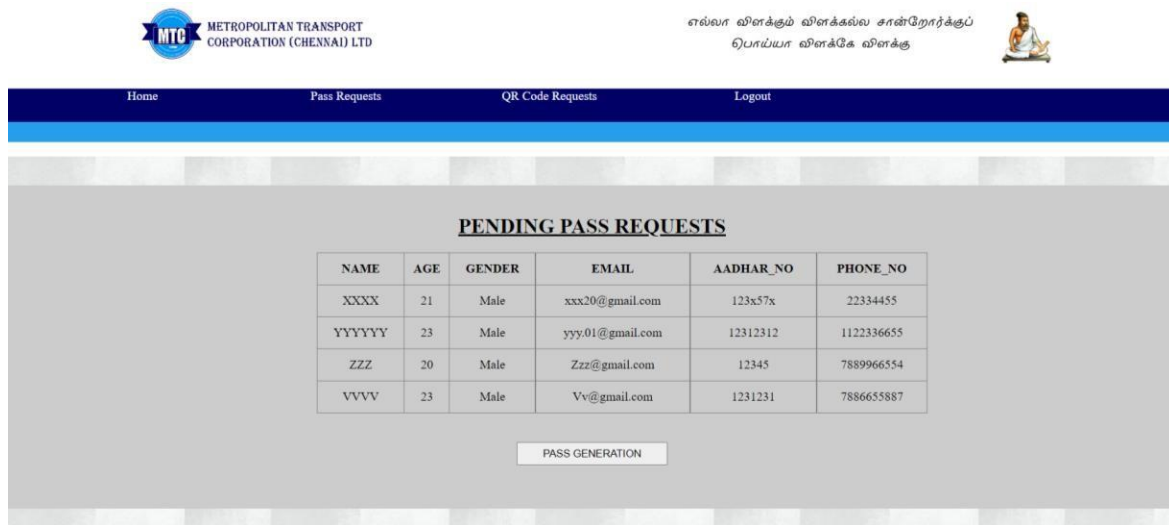 MTC
METROPOLITAN TRANSPORT
CORPORATION (CHENNAI) LTD
எல்லா விளக்கும் விளக்கல்ல சான்றோர்க்குப்
பொய்யா விளக்கே விளக்கு
Home Pass Requests QR Code Requests Logout
PENDING PASS REQUESTS
NAME AGE GENDER EMAIL AADHAR_NO PHONE_NO
XXXX 21 Male xxx20@gmail.com 123x57x 22334455
YYYYYY 23 Male yyy.01@gmail.com 12312312 1122336655
ZZZ 20 Male Zzz@gmail.com 12345 7889966554
VVVV 23 Male Vv@gmail.com 1231231 7886655887
PASS GENERATION